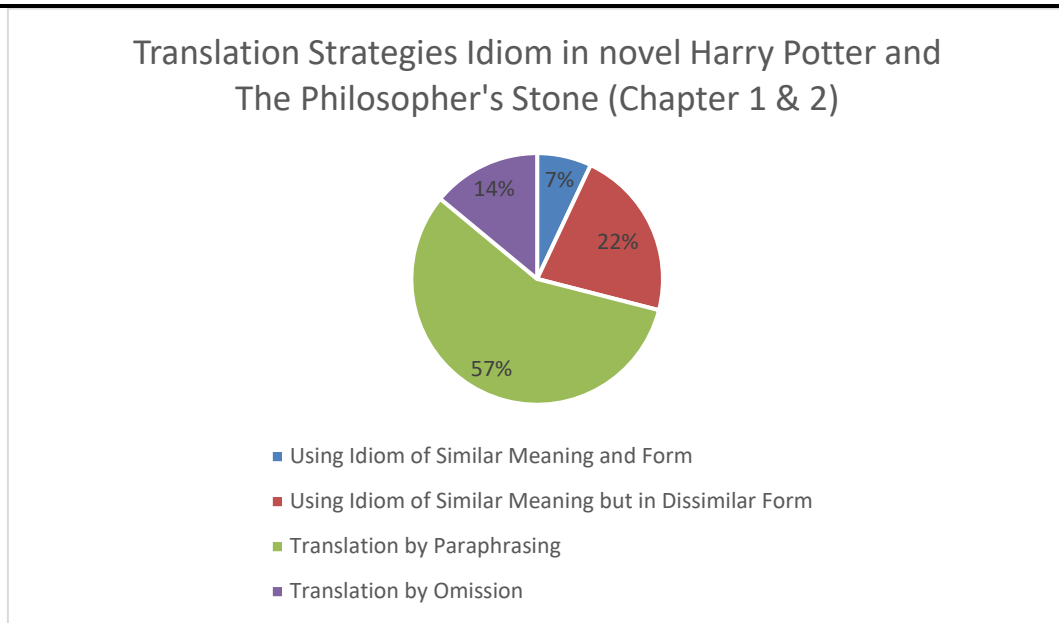 Translation Strategies Idiom in novel Harry Potter and
The Philosopher's Stone (Chapter 1 & 2)
7%
14%
22%
57%
Using Idiom of Similar Meaning and Form
Using Idiom of Similar Meaning but in Dissimilar Form
Translation by Paraphrasing
Translation by Omission